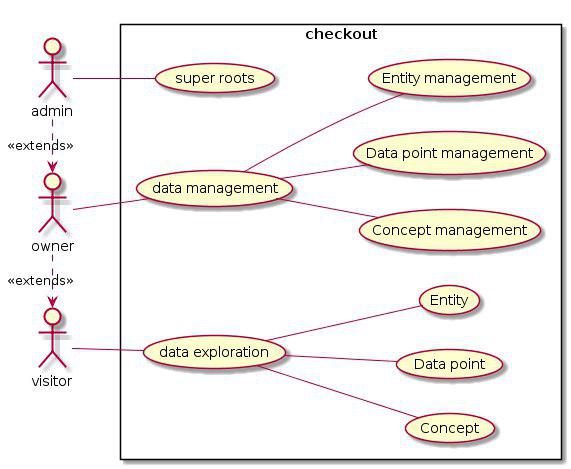 checkout
admin
super roots
Entity management
«extends»
Data point management
data management
owner
Concept management
«extends»
Entity
visitor
data exploration
Data point
Concept